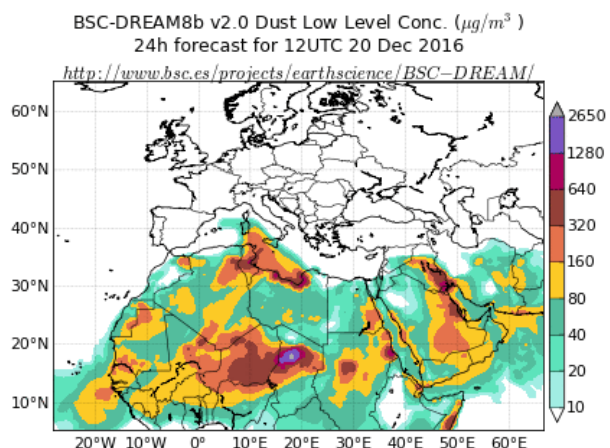 BSC-DREAM8b v2.0 Dust Low Level Conc. (μg/m³ )
24h forecast for 12UTC 20 Dec 2016
http://www.bsc.es/projects/earthscience/BSC−DREAM/
60°N
50°N
40°N
30°N
20°N
10°N
20°W 10°W 0° 10°E 20°E 30°E 40°E 50°E 60°E
2650
1280
640
320
160
80
40
20
10